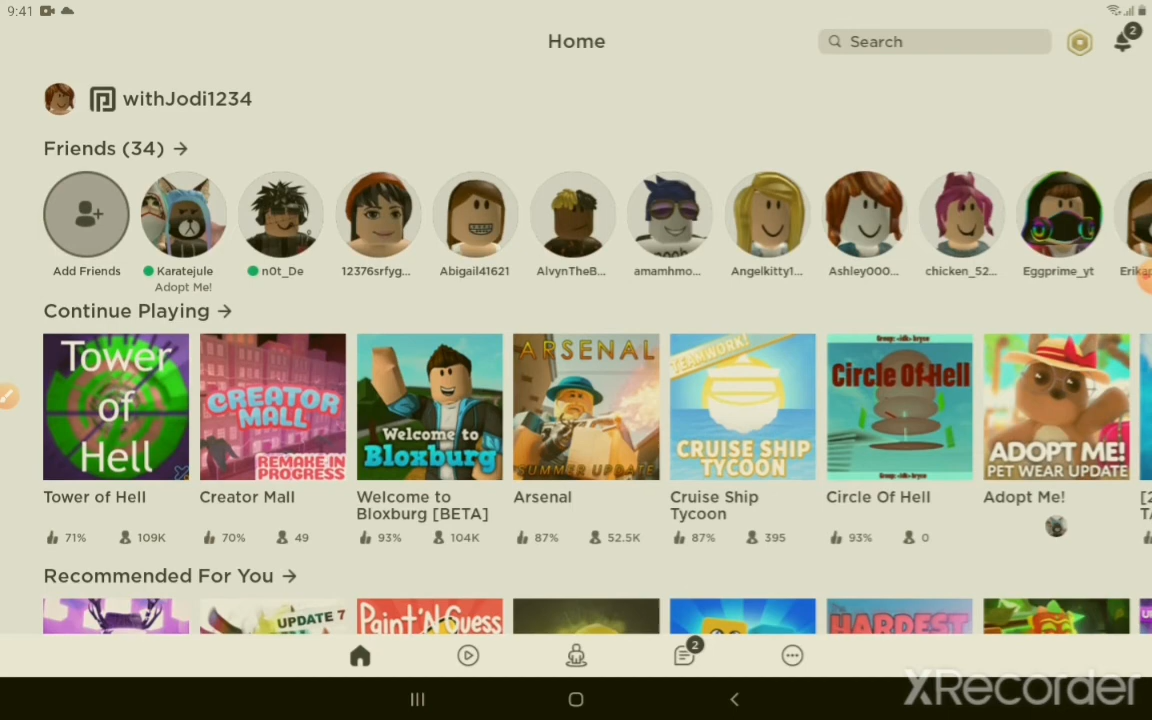 9:41
Home
Search
2
withJodi1234
Friends (34) →
Add Friends
Karatejule
Adopt Me!
n0t_De
12376srfyg...
Abigail41621
AlvynTheB...
amamhmo...
Angelkitty1...
Ashley000...
chicken_52...
Eggprime_yt
Continue Playing →
Tower
of
Hell
CREATOR
MALL
REMAKE IN
PROGRESS
Welcome to
Bloxburg
ARSENAL
SUMMER UPDATE
TEAMWORK!
CRUISE SHIP
TYCOON
Circle Of Hell
ADOPT ME!
PET WEAR UPDATE
Tower of Hell
71% 109K
Creator Mall
70% 49
Welcome to
Bloxburg [BETA]
93% 104K
Arsenal
87% 52.5K
Cruise Ship
Tycoon
87% 395
Circle Of Hell
93% 0
Adopt Me!
Recommended For You →
UPDATE 7
Paint'N Guess
HARDEST
2
XRecorder